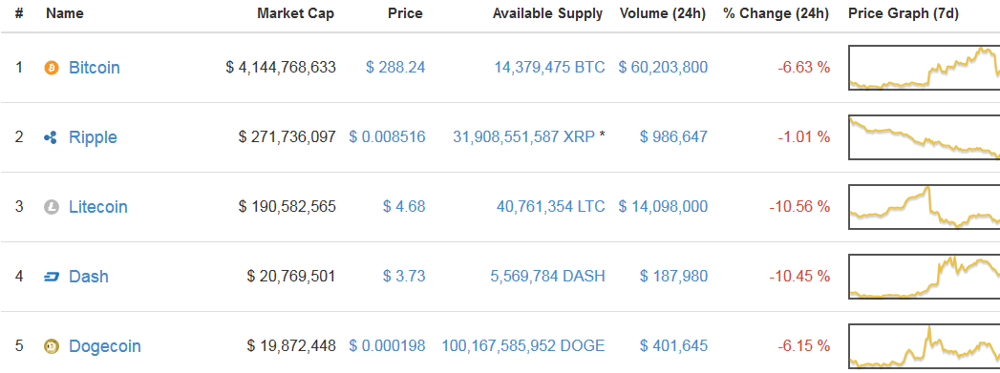 # Name Market Cap Price Available Supply Volume (24h) % Change (24h) Price Graph (7d)
1 Bitcoin $ 4,144,768,633 $ 288.24 14,379,475 BTC $ 60,203,800 -6.63 %
2 Ripple $ 271,736,097 $ 0.008516 31,908,551,587 XRP * $ 986,647 -1.01 %
3 Litecoin $ 190,582,565 $ 4.68 40,761,354 LTC $ 14,098,000 -10.56 %
4 Dash $ 20,769,501 $ 3.73 5,569,784 DASH $ 187,980 -10.45 %
5 Dogecoin $ 19,872,448 $ 0.000198 100,167,585,952 DOGE $ 401,645 -6.15 %